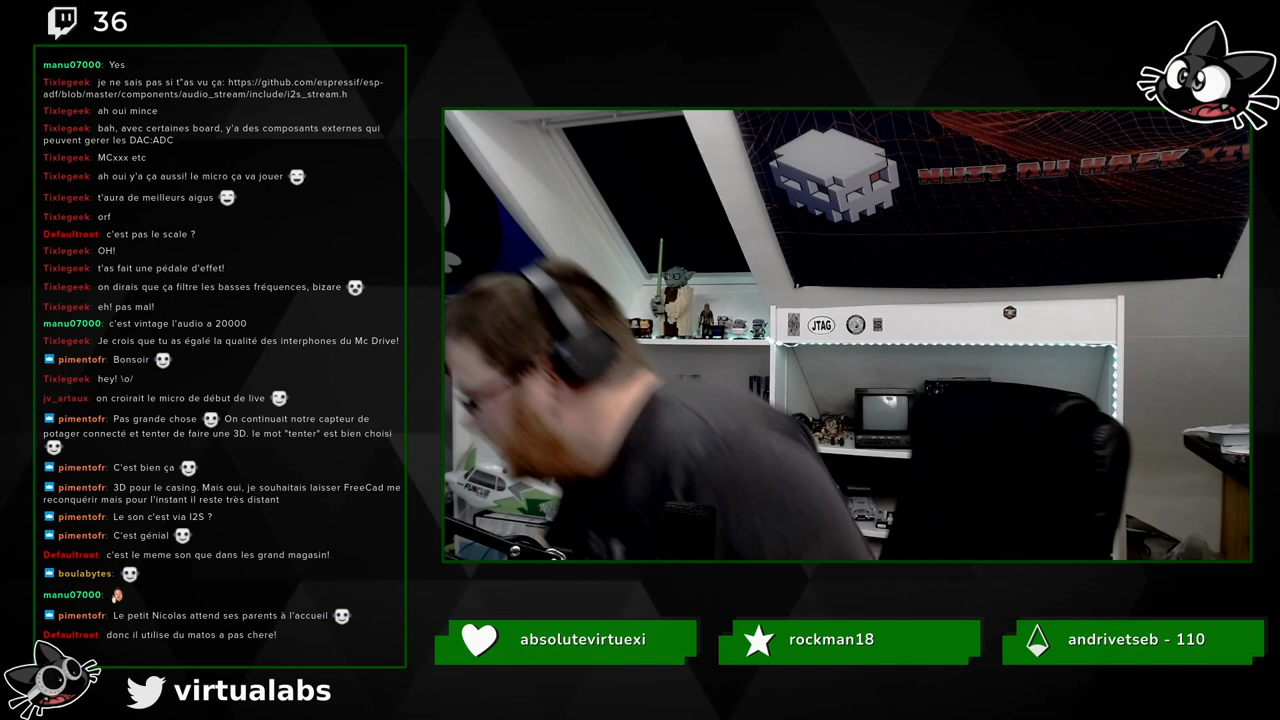 36
manu07000: Yes
Tixlegeek: je ne sais pas si t"as vu ça: https://github.com/espressif/esp-
adf/blob/master/components/audio_stream/include/i2s_stream.h
Tixlegeek: ah oui mince
Tixlegeek: bah, avec certaines board, y'a des composants externes qui
peuvent gerer les DAC:ADC
Tixlegeek: MCxxx etc
Tixlegeek: ah oui y'a ça aussi! le micro ça va jouer
Tixlegeek: t'aura de meilleurs aigus
Tixlegeek: orf
Defaultroot: c'est pas le scale ?
Tixlegeek: OH!
Tixlegeek: t'as fait une pédale d'effet!
Tixlegeek: on dirais que ça filtre les basses fréquences, bizare
Tixlegeek: eh! pas mal!
manu07000: c'est vintage l'audio a 20000
Tixlegeek: Je crois que tu as égalé la qualité des interphones du Mc Drive!
pimentofr: Bonsoir
Tixlegeek: hey! \o/
jv_artaux: on croirait le micro de début de live
pimentofr: Pas grande chose On continuait notre capteur de
potager connecté et tenter de faire une 3D. le mot "tenter" est bien choisi
pimentofr: C'est bien ça
pimentofr: 3D pour le casing. Mais oui, je souhaitais laisser FreeCad me
reconquérir mais pour l'instant il reste très distant
pimentofr: Le son c'est via I2S ?
pimentofr: C'est génial
Defaultroot: c'est le meme son que dans les grand magasin!
boulabytes:
manu07000:
pimentofr: Le petit Nicolas attend ses parents à l'accueil
Defaultroot: donc il utilise du matos a pas chere!
NUIT DU HACK XIV
JTAG
FUNCUB
absolutevirtuexi
rockman18
andrivetseb - 110
virtualabs